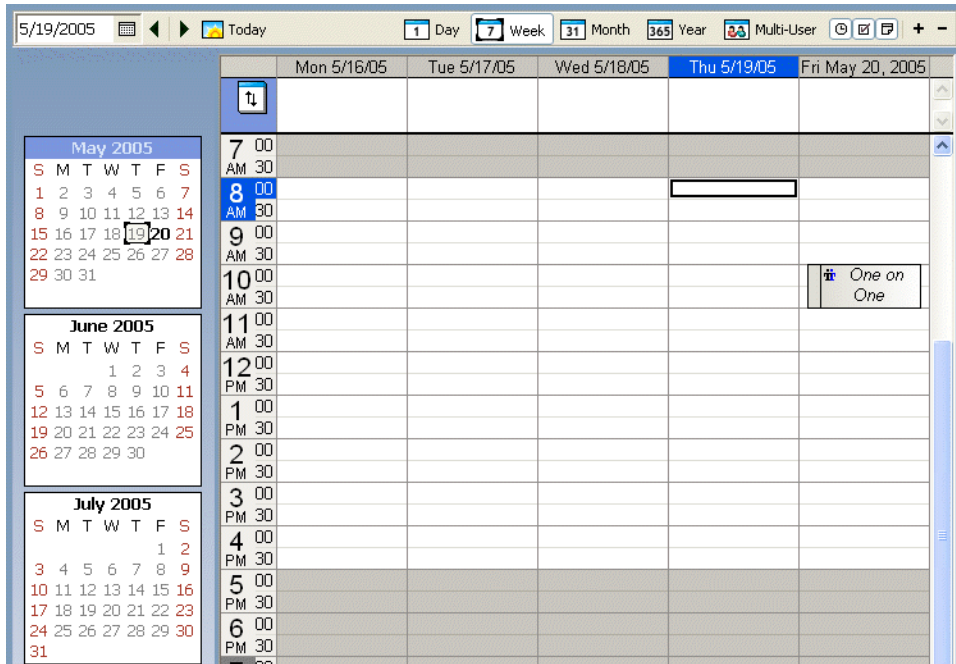 5/19/2005 Today 1 Day 7 Week 31 Month 365 Year Multi-User + -
Mon 5/16/05 Tue 5/17/05 Wed 5/18/05 Thu 5/19/05 Fri May 20, 2005
May 2005
S M T W T F S
1 2 3 4 5 6 7
8 9 10 11 12 13 14
15 16 17 18 19 20 21
22 23 24 25 26 27 28
29 30 31
June 2005
S M T W T F S
1 2 3 4
5 6 7 8 9 10 11
12 13 14 15 16 17 18
19 20 21 22 23 24 25
26 27 28 29 30
July 2005
S M T W T F S
1 2
3 4 5 6 7 8 9
10 11 12 13 14 15 16
17 18 19 20 21 22 23
24 25 26 27 28 29 30
31
7 00
AM 30
8 00
AM 30
9 00
AM 30
10 00
AM 30
11 00
AM 30
12 00
PM 30
1 00
PM 30
2 00
PM 30
3 00
PM 30
4 00
PM 30
5 00
PM 30
6 00
PM 30
One on
One